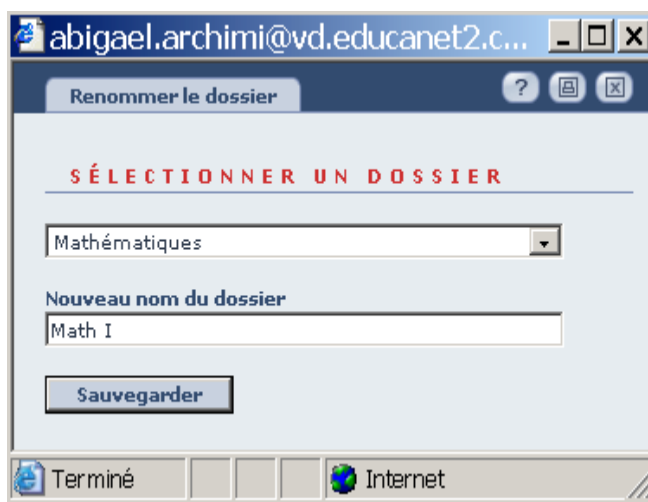 abigael.archimi@vd.educanet2.c...
Renommer le dossier
?
SÉLECTIONNER UN DOSSIER
Mathématiques
Nouveau nom du dossier
Math I
Sauvegarder
Terminé
Internet